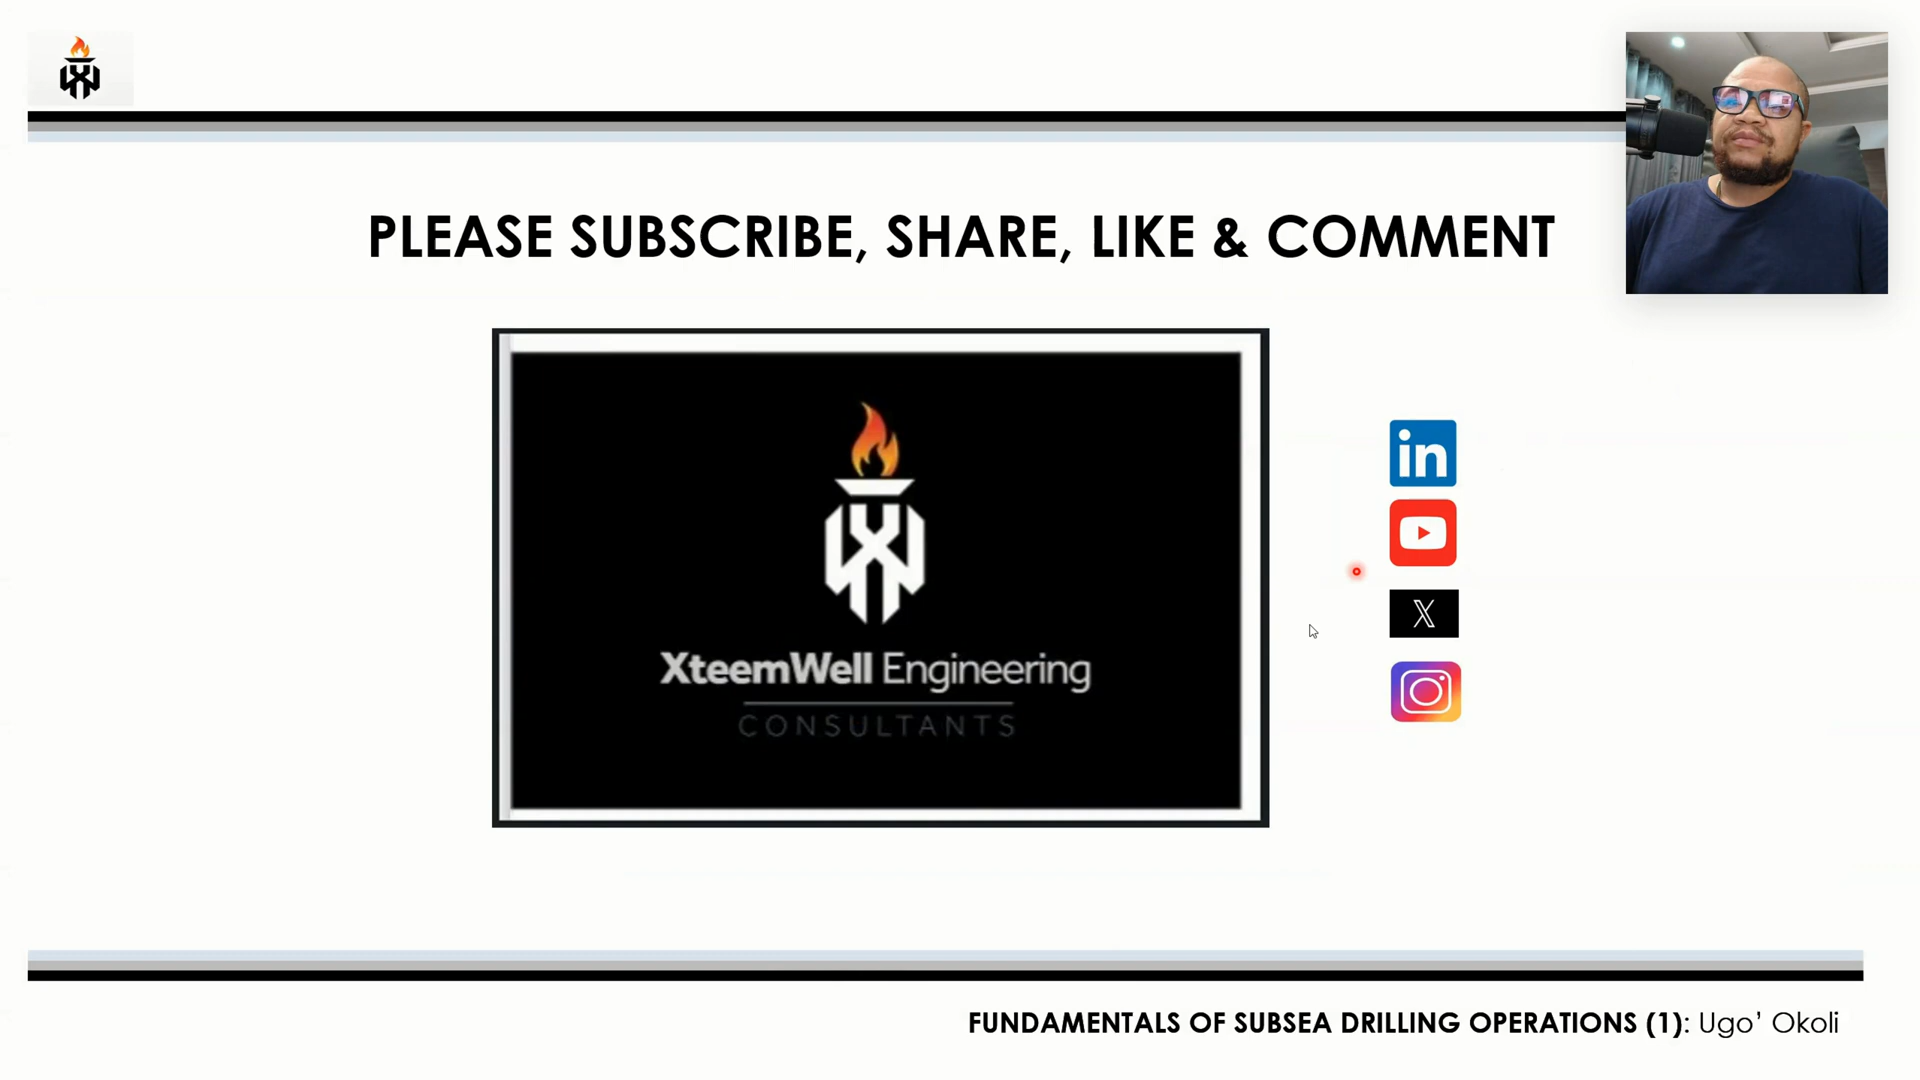 PLEASE SUBSCRIBE, SHARE, LIKE & COMMENT
XteemWell Engineering
CONSULTANTS
in
X
FUNDAMENTALS OF SUBSEA DRILLING OPERATIONS (1): Ugo’ Okoli